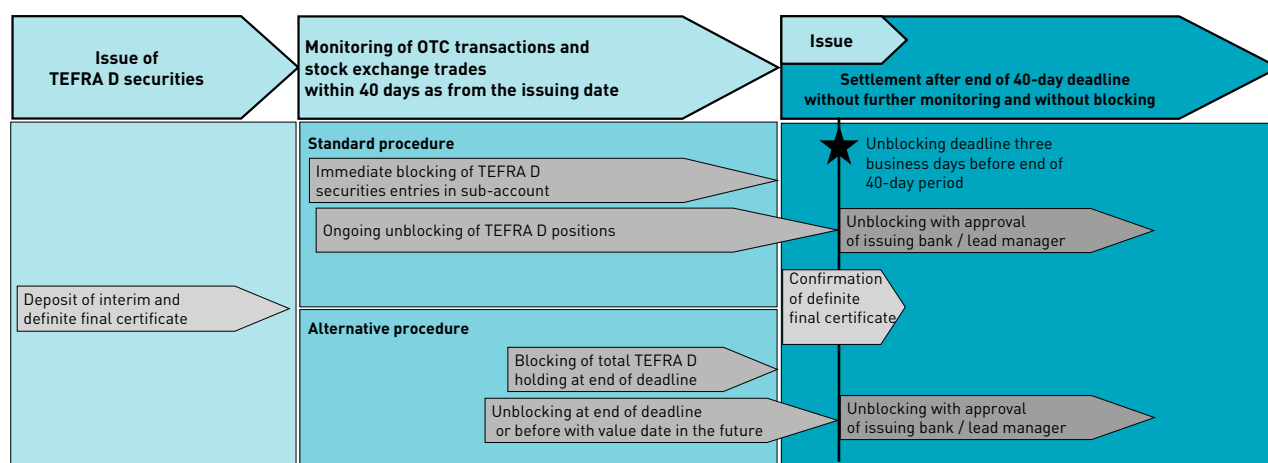 Issue of
TEFRA D securities
Monitoring of OTC transactions and
stock exchange trades
within 40 days as from the issuing date
Issue
Settlement after end of 40-day deadline
without further monitoring and without blocking
Standard procedure
Immediate blocking of TEFRA D
securities entries in sub-account
Ongoing unblocking of TEFRA D positions
Unblocking deadline three
business days before end of
40-day period
Unblocking with approval
of issuing bank / lead manager
Deposit of interim and
definite final certificate
Confirmation
of definite
final certificate
Alternative procedure
Blocking of total TEFRA D
holding at end of deadline
Unblocking at end of deadline
or before with value date in the future
Unblocking with approval
of issuing bank / lead manager